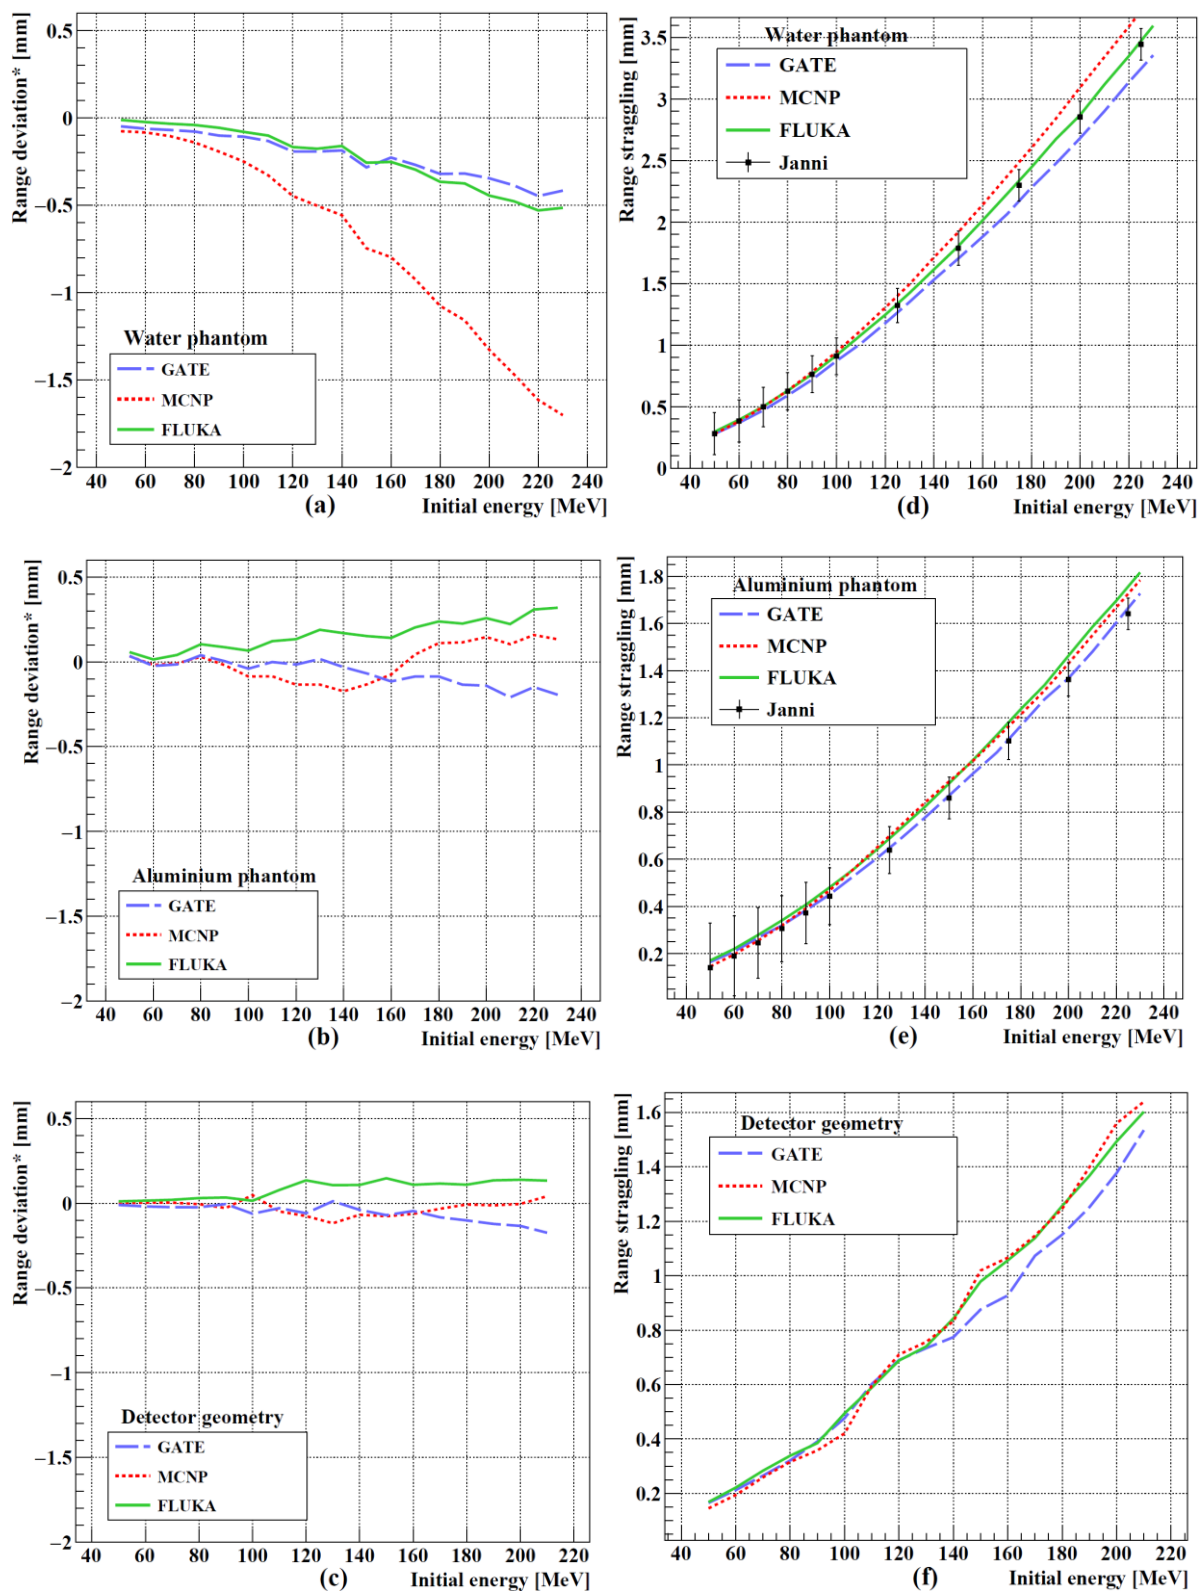 Range deviation* [mm]
0.5
0
−0.5
−1
−1.5
−2
Water phantom
GATE
MCNP
FLUKA
40 60 80 100 120 140 160 180 200 220 240
Initial energy [MeV]
(a)
Range straggling [mm]
3.5
3
2.5
2
1.5
1
0.5
0
Water phantom
GATE
MCNP
FLUKA
Janni
40 60 80 100 120 140 160 180 200 220 240
Initial energy [MeV]
(d)
Range deviation* [mm]
0.5
0
−0.5
−1
−1.5
−2
Aluminium phantom
GATE
MCNP
FLUKA
40 60 80 100 120 140 160 180 200 220 240
Initial energy [MeV]
(b)
Range straggling [mm]
1.8
1.6
1.4
1.2
1
0.8
0.6
0.4
0.2
Aluminium phantom
GATE
MCNP
FLUKA
Janni
40 60 80 100 120 140 160 180 200 220 240
Initial energy [MeV]
(e)
Range deviation* [mm]
0.5
0
−0.5
−1
−1.5
−2
Detector geometry
GATE
MCNP
FLUKA
40 60 80 100 120 140 160 180 200 220
Initial energy [MeV]
(c)
Range straggling [mm]
1.6
1.4
1.2
1
0.8
0.6
0.4
0.2
Detector geometry
GATE
MCNP
FLUKA
40 60 80 100 120 140 160 180 200 220
Initial energy [MeV]
(f)